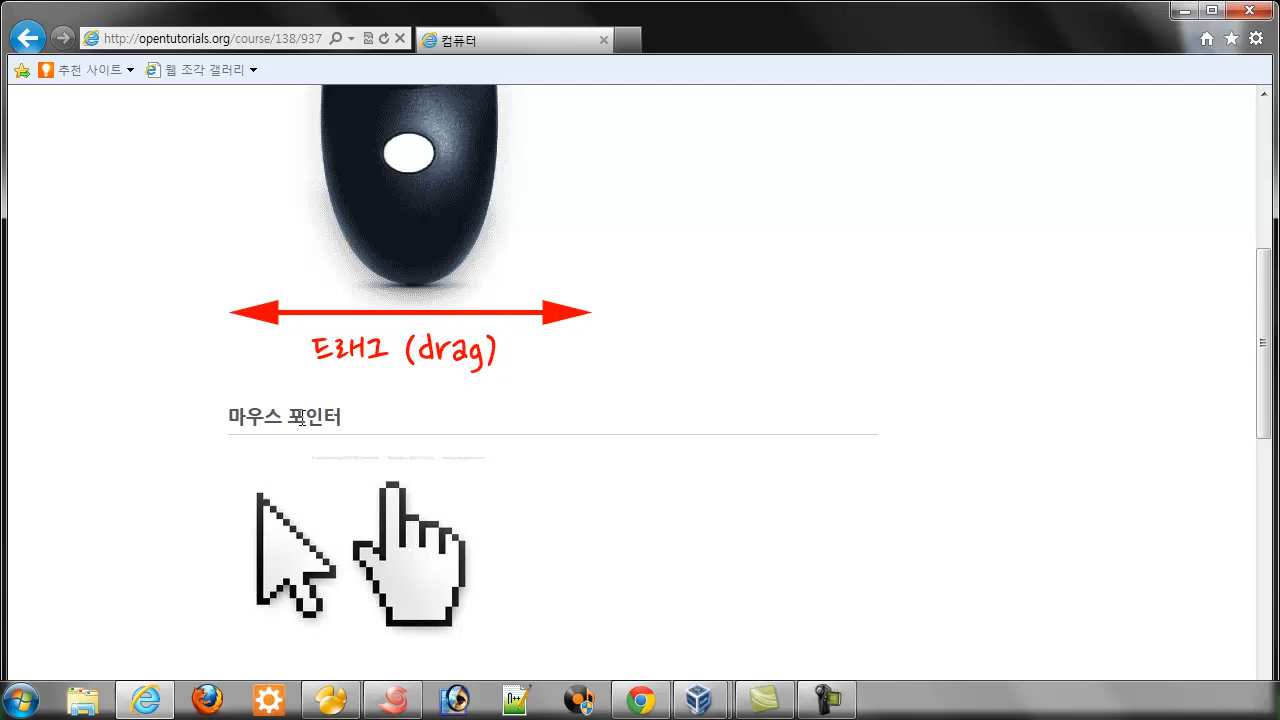 http://opentutorials.org/course/138/937
컴퓨터
추천 사이트
웹 조각 갤러리
드래그 (drag)
마우스 포인터